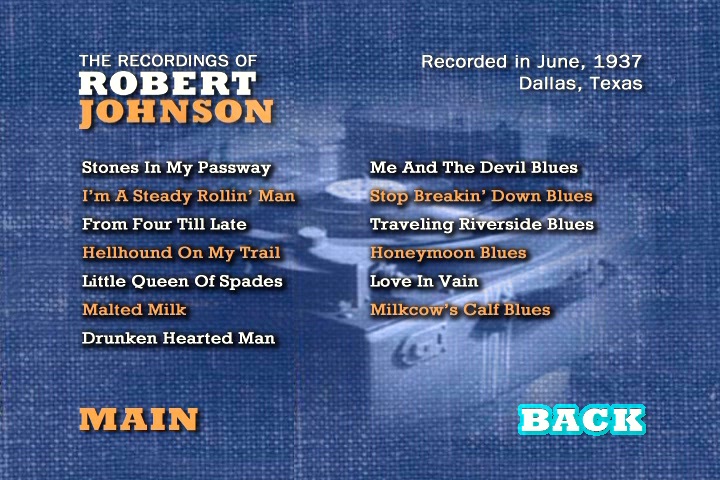 THE RECORDINGS OF
ROBERT
JOHNSON
Recorded in June, 1937
Dallas, Texas
Stones In My Passway
I'm A Steady Rollin' Man
From Four Till Late
Hellhound On My Trail
Little Queen Of Spades
Malted Milk
Drunken Hearted Man
Me And The Devil Blues
Stop Breakin' Down Blues
Traveling Riverside Blues
Honeymoon Blues
Love In Vain
Milkcow's Calf Blues
MAIN
BACK